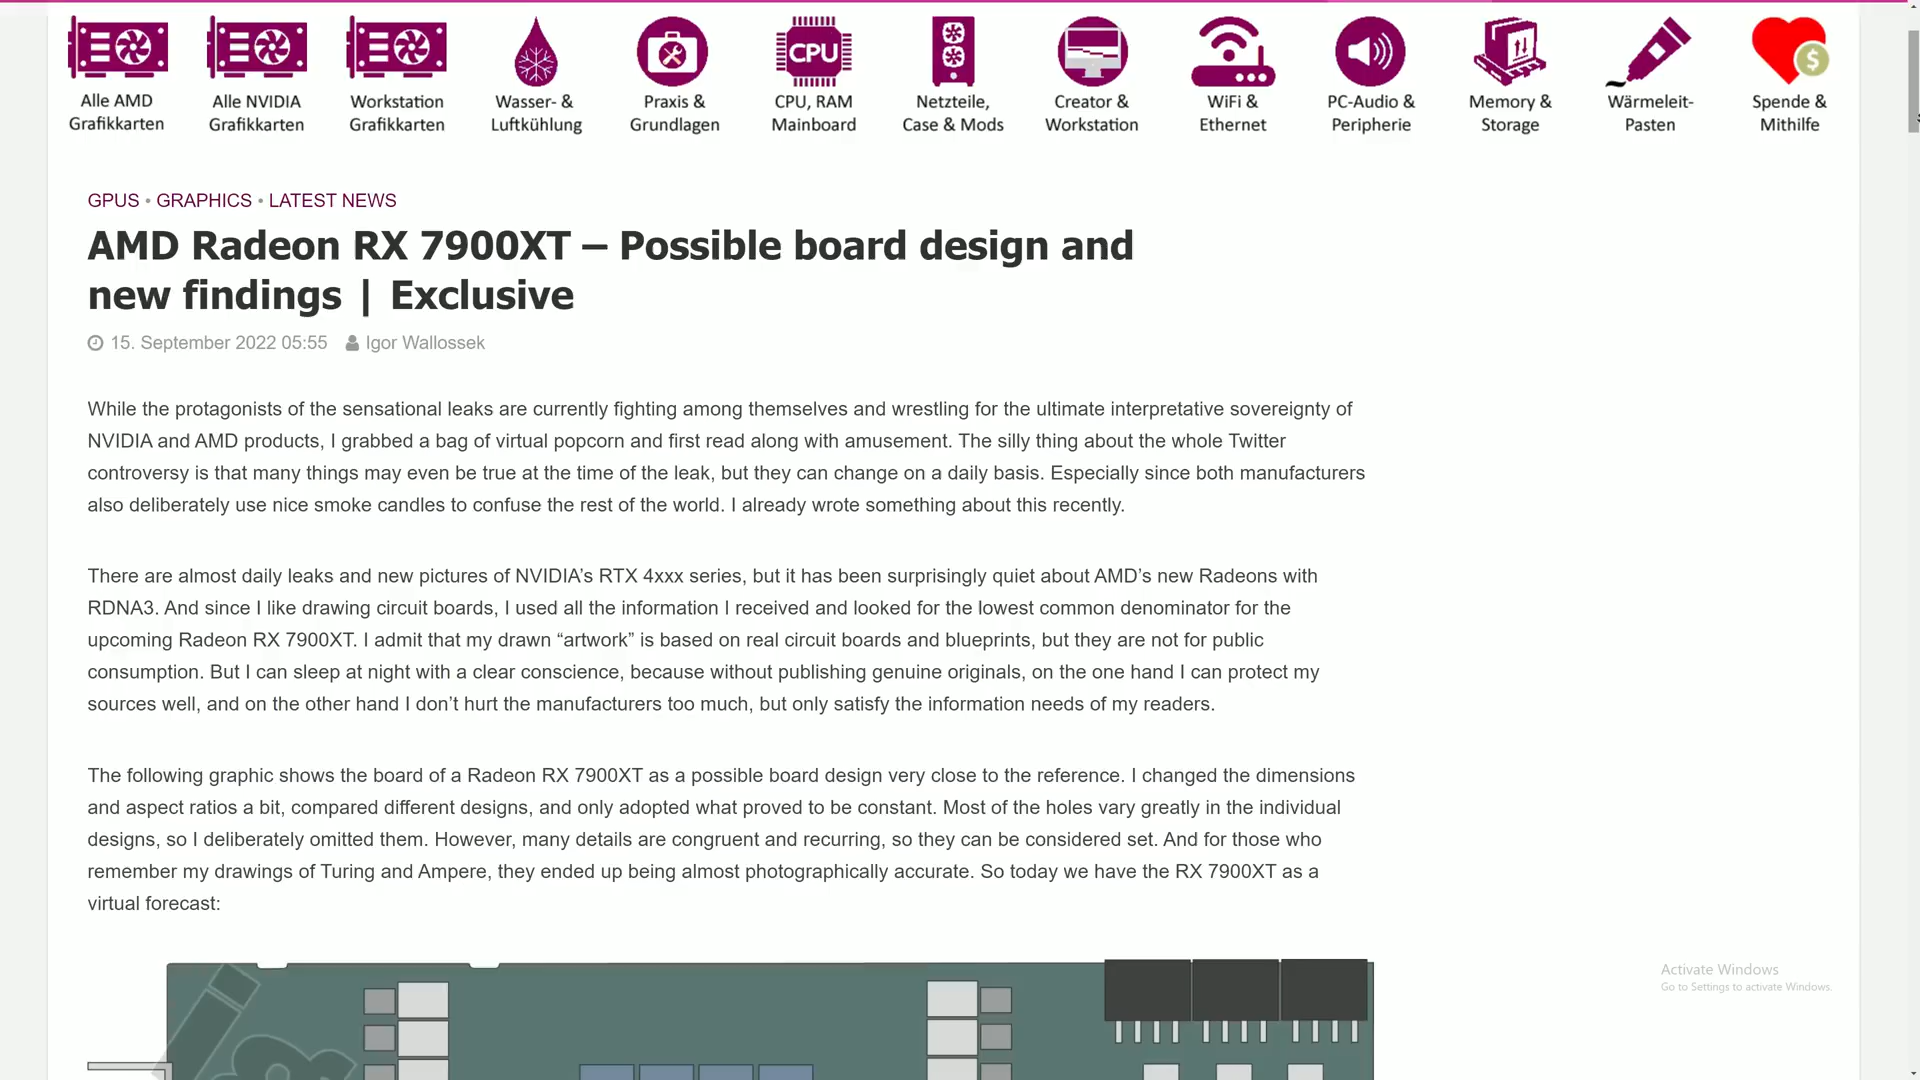 CPU
$
Alle AMD
Grafikkarten
Alle NVIDIA
Grafikkarten
Workstation
Grafikkarten
Wasser- &
Luftkühlung
Praxis &
Grundlagen
CPU, RAM
Mainboard
Netzteile,
Case & Mods
Creator &
Workstation
WiFi &
Ethernet
PC-Audio &
Peripherie
Memory &
Storage
Wärmeleit-
Pasten
Spende &
Mithilfe
GPUS • GRAPHICS • LATEST NEWS
AMD Radeon RX 7900XT – Possible board design and
new findings | Exclusive
15. September 2022 05:55 Igor Wallossek
While the protagonists of the sensational leaks are currently fighting among themselves and wrestling for the ultimate interpretative sovereignty of
NVIDIA and AMD products, I grabbed a bag of virtual popcorn and first read along with amusement. The silly thing about the whole Twitter
controversy is that many things may even be true at the time of the leak, but they can change on a daily basis. Especially since both manufacturers
also deliberately use nice smoke candles to confuse the rest of the world. I already wrote something about this recently.
There are almost daily leaks and new pictures of NVIDIA’s RTX 4xxx series, but it has been surprisingly quiet about AMD’s new Radeons with
RDNA3. And since I like drawing circuit boards, I used all the information I received and looked for the lowest common denominator for the
upcoming Radeon RX 7900XT. I admit that my drawn “artwork” is based on real circuit boards and blueprints, but they are not for public
consumption. But I can sleep at night with a clear conscience, because without publishing genuine originals, on the one hand I can protect my
sources well, and on the other hand I don’t hurt the manufacturers too much, but only satisfy the information needs of my readers.
The following graphic shows the board of a Radeon RX 7900XT as a possible board design very close to the reference. I changed the dimensions
and aspect ratios a bit, compared different designs, and only adopted what proved to be constant. Most of the holes vary greatly in the individual
designs, so I deliberately omitted them. However, many details are congruent and recurring, so they can be considered set. And for those who
remember my drawings of Turing and Ampere, they ended up being almost photographically accurate. So today we have the RX 7900XT as a
virtual forecast:
Activate Windows
Go to Settings to activate Windows.